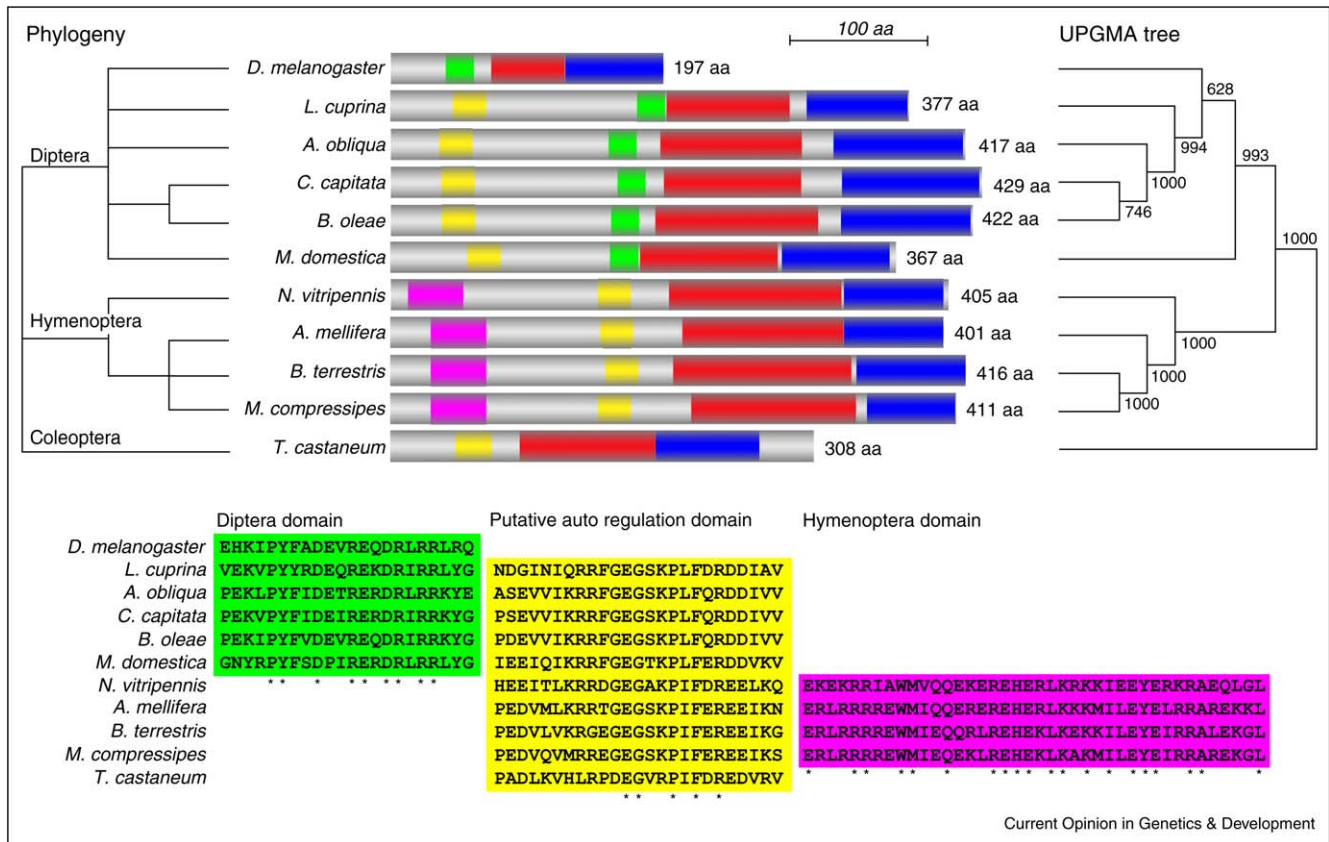 Phylogeny
100 aa
UPGMA tree
D. melanogaster
197 aa
L. cuprina
377 aa
628
A. obliqua
417 aa
994
Diptera
993
C. capitata
429 aa
1000
B. oleae
422 aa
746
M. domestica
367 aa
1000
N. vitripennis
405 aa
Hymenoptera
A. mellifera
401 aa
1000
B. terrestris
416 aa
1000
M. compressipes
411 aa
1000
Coleoptera
T. castaneum
308 aa
Diptera domain
Putative auto regulation domain
Hymenoptera domain
D. melanogaster EHKIPYFADEVREQDRLRRLRQ
L. cuprina VEKVPYYRDEQREKDRIRRLYG NDGINIQRRFGEGSKPLFDRDDIAV
A. obliqua PEKLPYFIDETRERDRLRRKYE ASEVVIKRRFGEGSKPLFQRDDIVV
C. capitata PEKVPYFIDEIRERDRIRRKYG PSEVVIKRRFGEGSKPLFQRDDIVV
B. oleae PEKIPYFVDEVREQDRIRRKYG PDEVVIKRRFGEGSKPLFQRDDIVV
M. domestica GNYRPYFSDPIRERDRLRRLYG IEEIQIKRRFGEGTKPLFERDDVKV
N. vitripennis HEEITLKRRDGEGAKPIFDREELKQ EKEKRRIAWMVQQEKEREHERLKRKKIEEYERKRAEQLGL
A. mellifera PEDVMLKRRTGEGSKPIFEREEIKN ERLRRRREWMIQQEREREHERLKKKMILEYELRRAREKKL
B. terrestris PEDVLVKRGEGEGSKPIFEREEIKG ERLRRRREWMIEQQRLREHEKLKEKKILEYEIRRALEKGL
M. compressipes PEDVQVMRREGEGSKPIFEREEIKS ERLRRRREWMIEQEKLREHEKLKAKMILEYEIRRAREKGL
T. castaneum PADLKVHLRPDEGVRPIFDREDVRV
Current Opinion in Genetics & Development